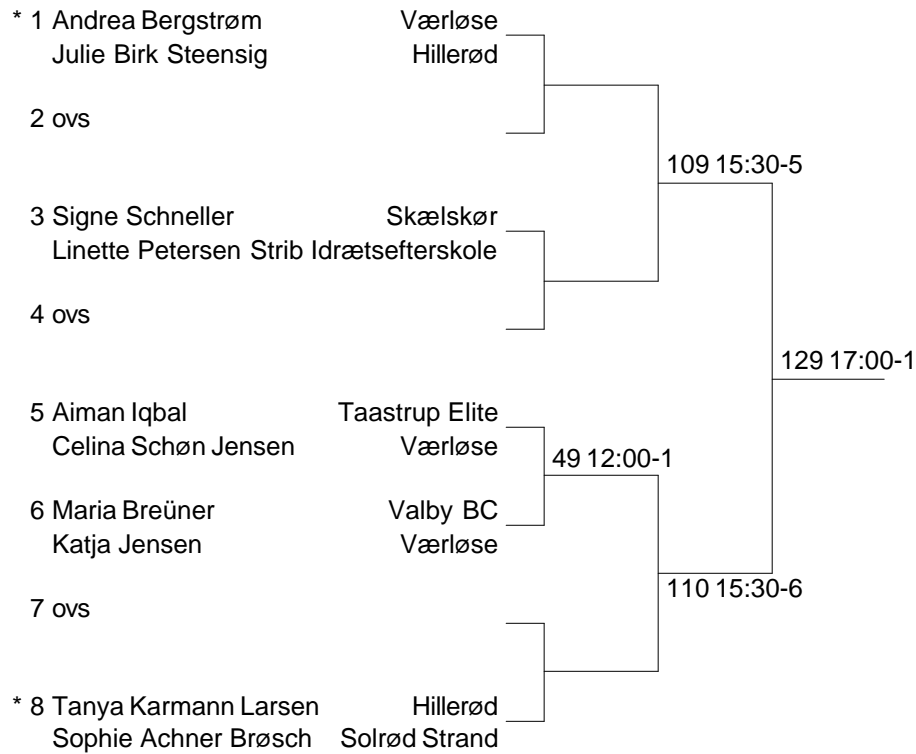 * 1 Andrea Bergstrøm Værløse
Julie Birk Steensig Hillerød
2 ovs
109 15:30-5
3 Signe Schneller Skælskør
Linette Petersen Strib Idrætsefterskole
4 ovs
129 17:00-1
5 Aiman Iqbal Taastrup Elite
Celina Schøn Jensen Værløse
49 12:00-1
6 Maria Breüner Valby BC
Katja Jensen Værløse
110 15:30-6
7 ovs
* 8 Tanya Karmann Larsen Hillerød
Sophie Achner Brøsch Solrød Strand